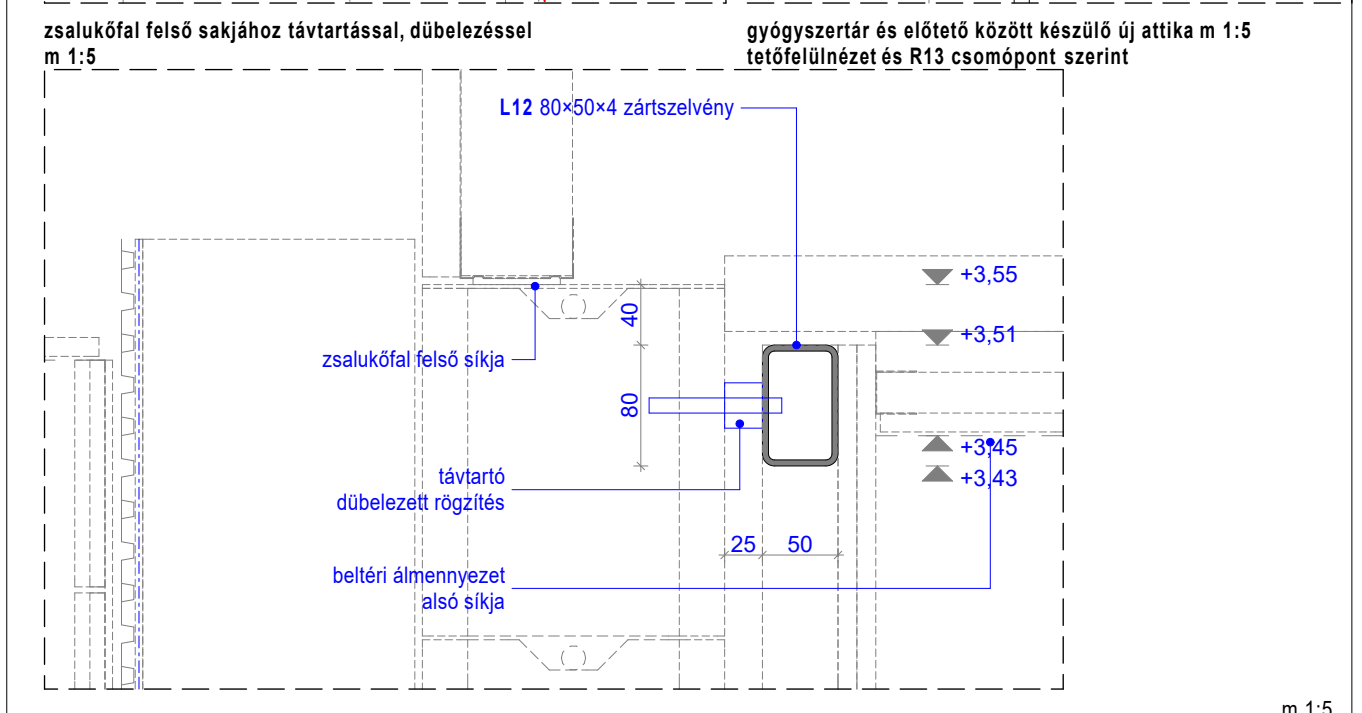 zsalukőfal felső sakjához távtartással, dübelezéssel
m 1:5
gyógyszertár és előtető között készülő új attika m 1:5
tetőfelülnézet és R13 csomópont szerint
L12 80×50×4 zártszelvény
+3,55
40
+3,51
zsalukőfal felső síkja
80
+3,45
+3,43
távtartó
dübelezett rögzítés
25 50
beltéri álmennyezet
alsó síkja
m 1:5